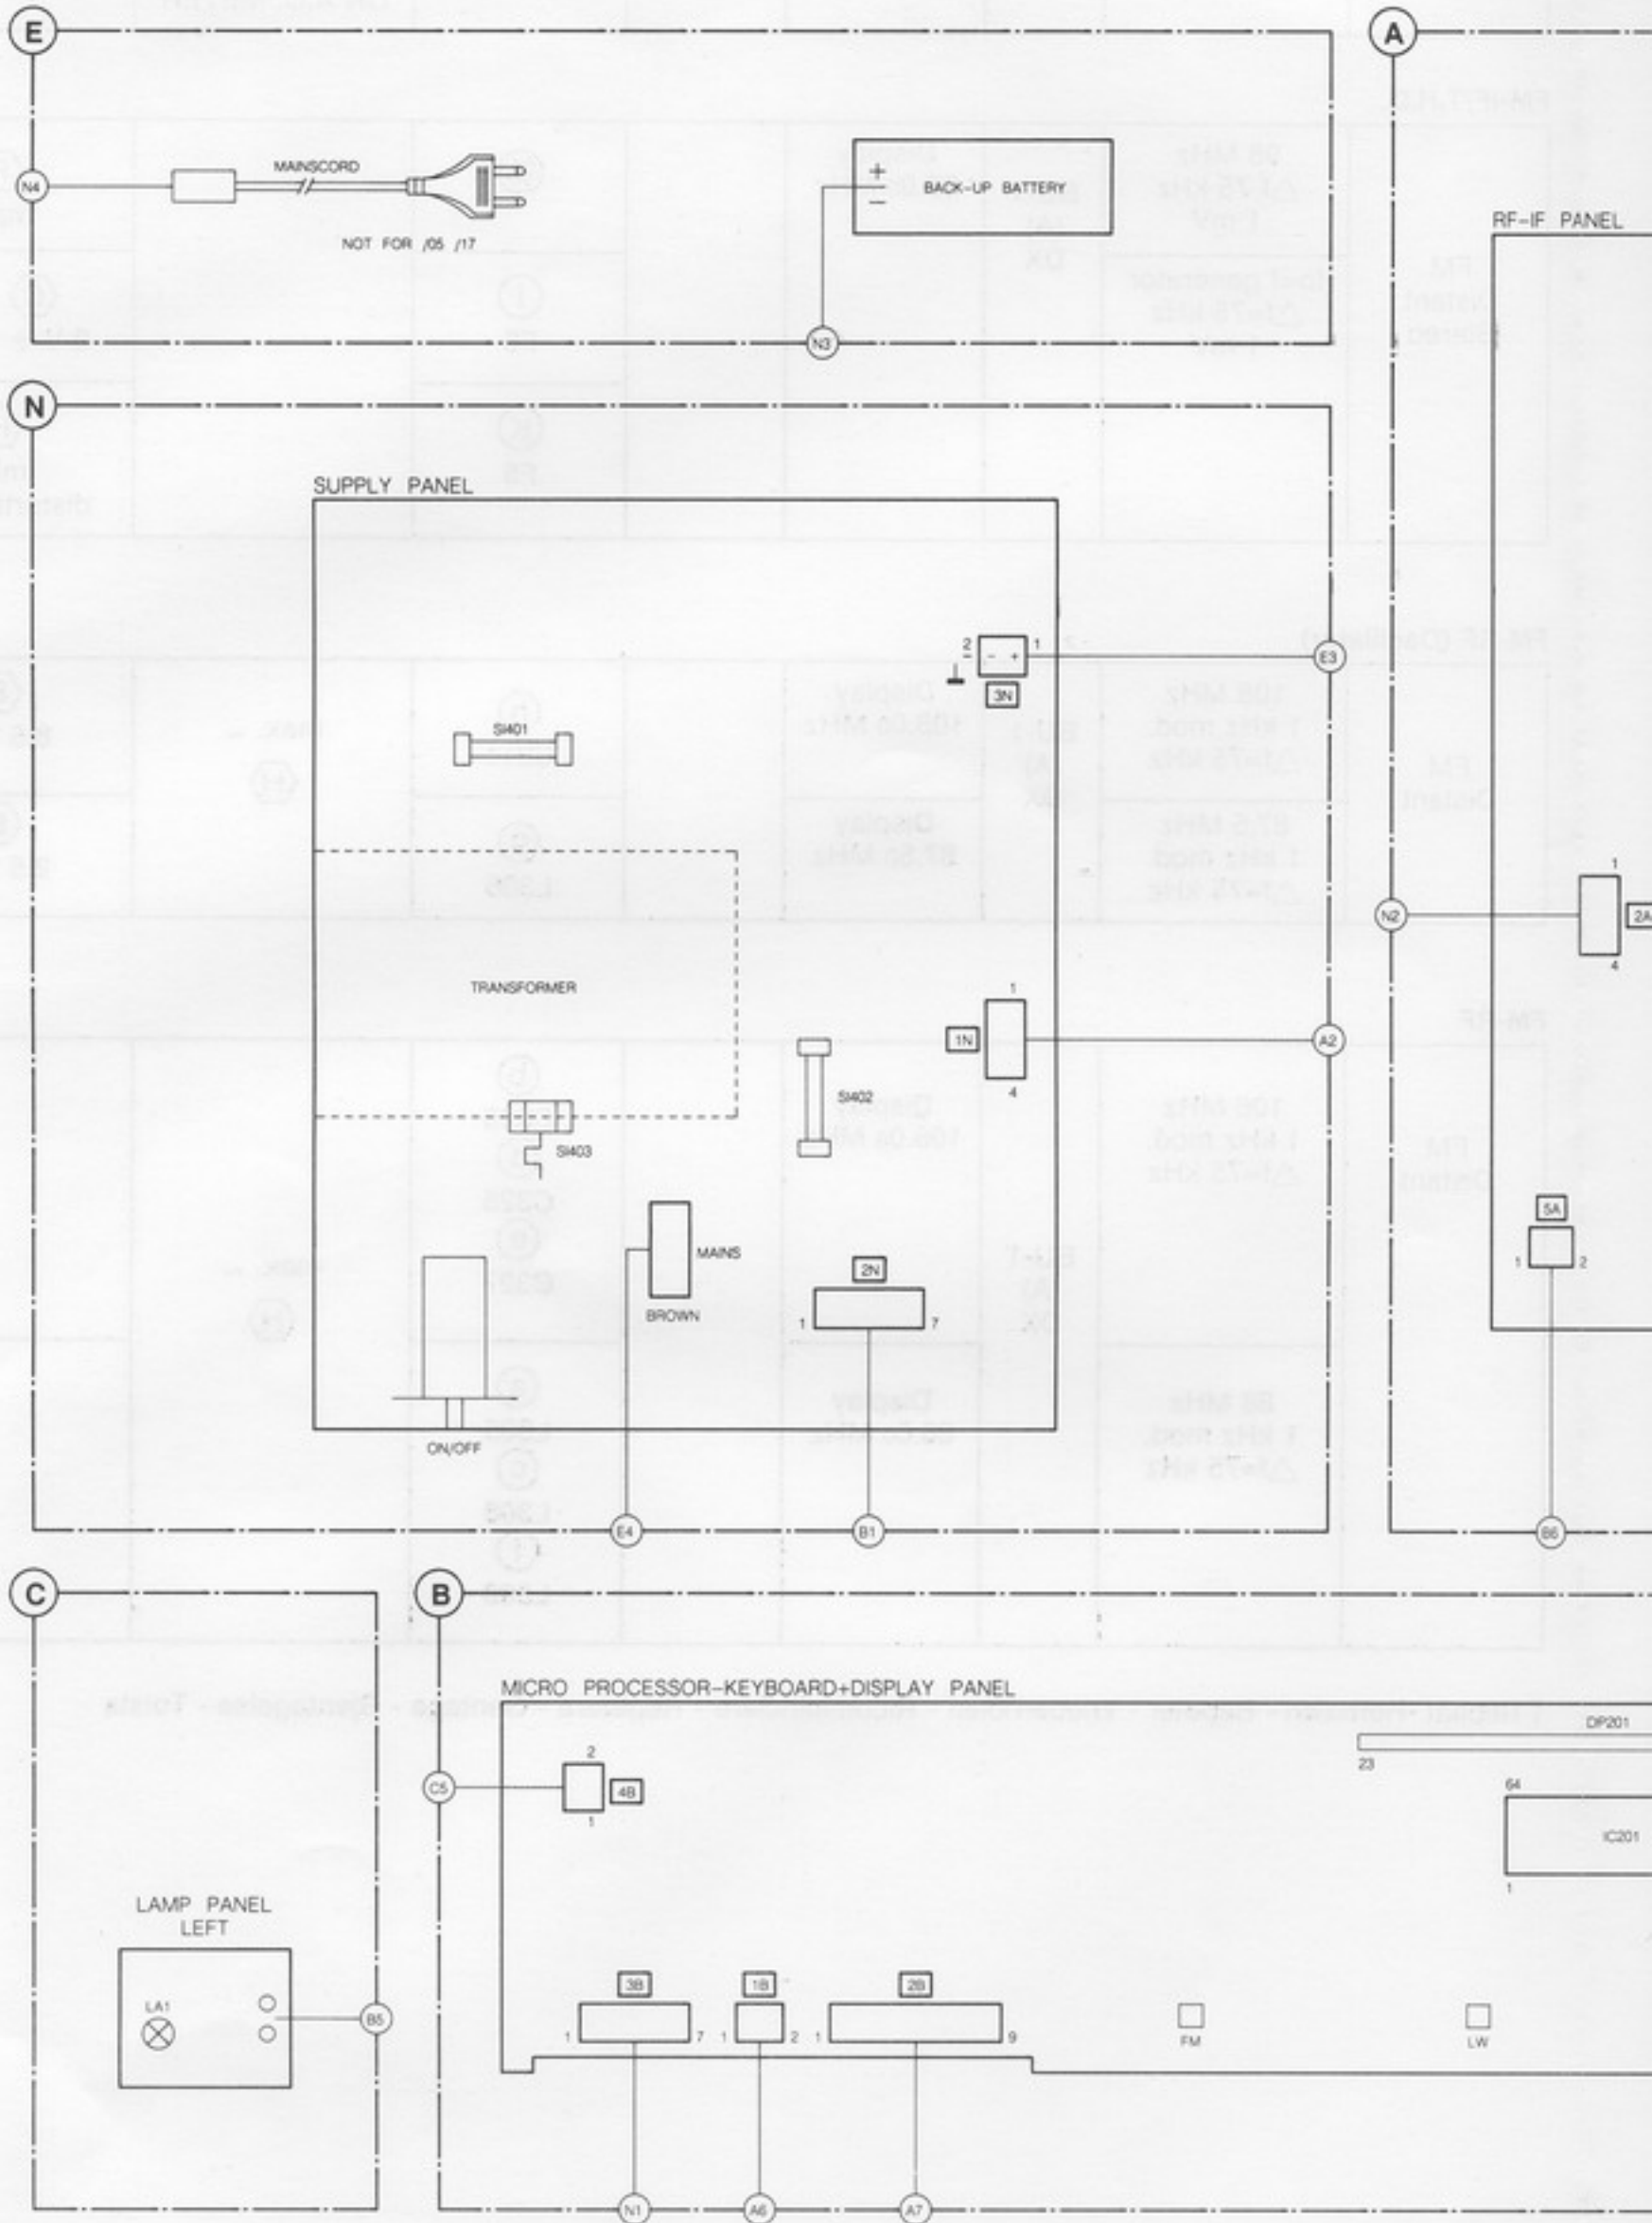 E
A
MAINSCORD
N4
NOT FOR /05 /17
+
−
BACK-UP BATTERY
N3
RF-IF PANEL
N
SUPPLY PANEL
2 - + 1
3N
E3
SI401
1
2A
4
N2
TRANSFORMER
1
1N
4
A2
SI402
SI403
MAINS
BROWN
2N
1 7
5A
1 2
ON/OFF
E4
B1
B6
C
B
MICRO PROCESSOR-KEYBOARD+DISPLAY PANEL
DP201
23
C5
2
4B
1
64
IC201
1
LAMP PANEL
LEFT
LA1
B5
3B
1 7
1B
1 2
2B
1 9
FM
LW
N1
A6
A7